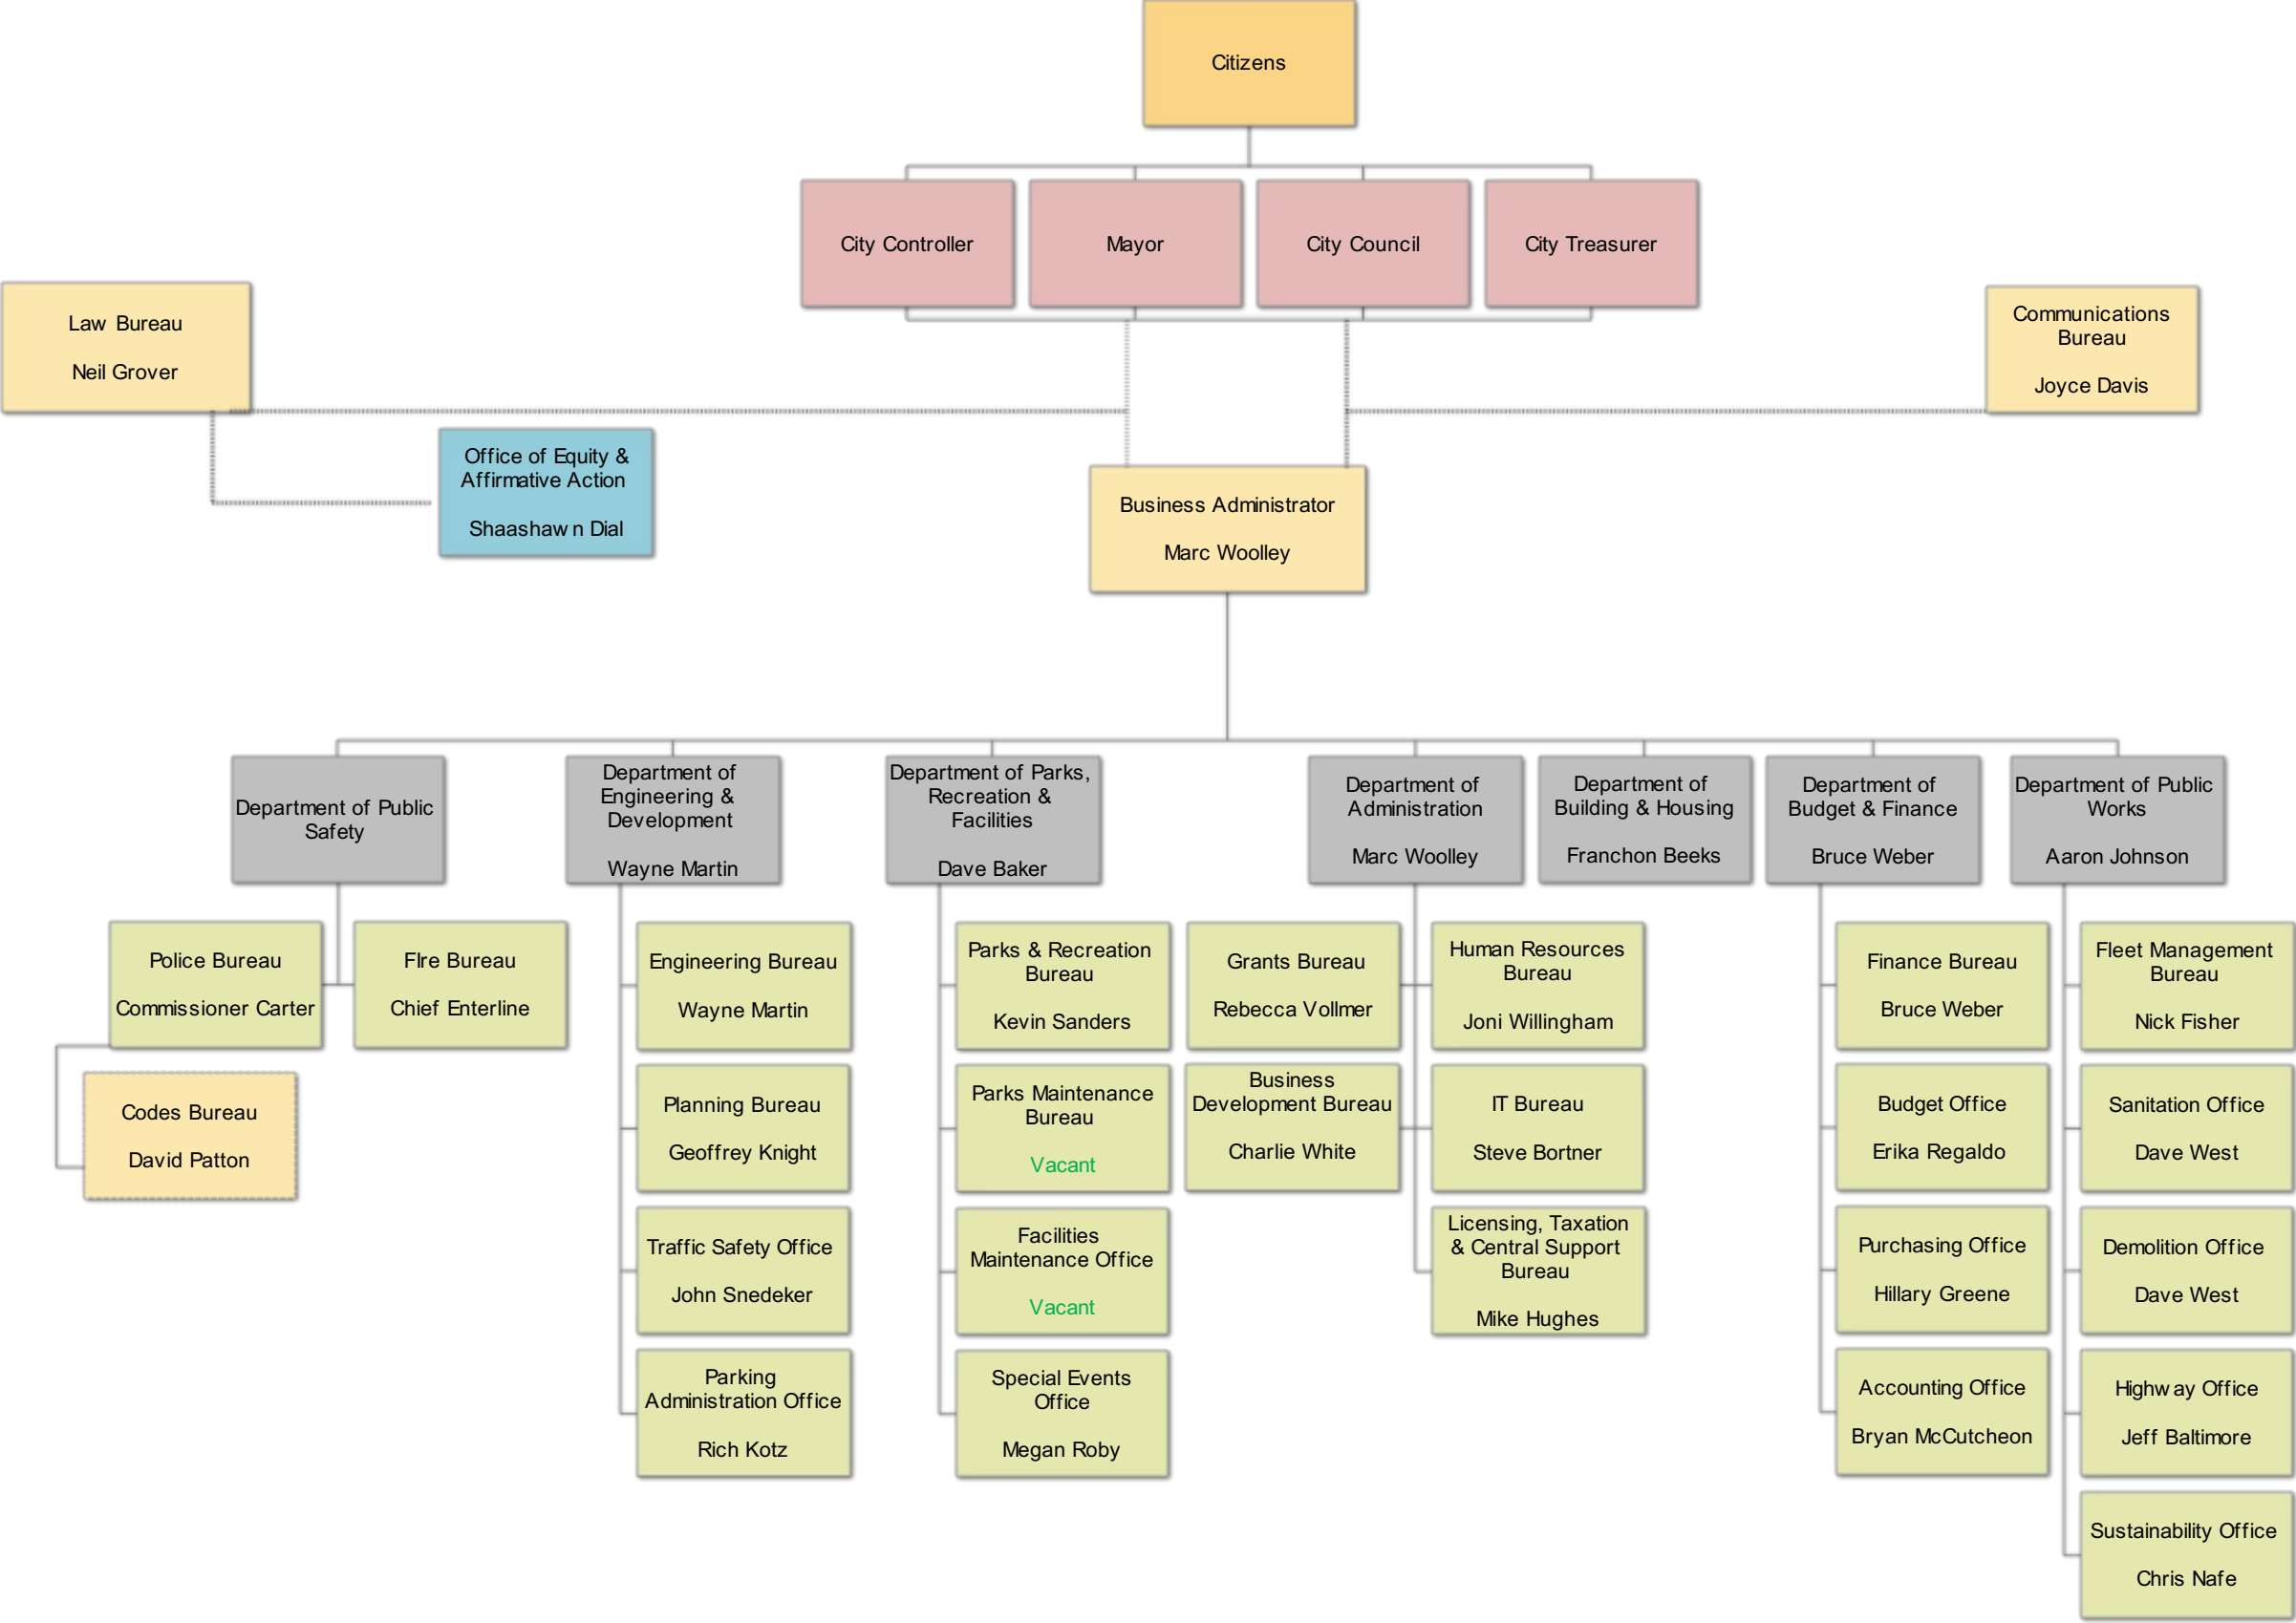 Citizens
City Controller
Mayor
City Council
City Treasurer
Law Bureau
Neil Grover
Communications
Bureau
Joyce Davis
Office of Equity &
Affirmative Action
Shaashawn Dial
Business Administrator
Marc Woolley
Department of Public
Safety
Department of
Engineering &
Development
Wayne Martin
Department of Parks,
Recreation &
Facilities
Dave Baker
Department of
Administration
Marc Woolley
Department of
Building & Housing
Franchon Beeks
Department of
Budget & Finance
Bruce Weber
Department of Public
Works
Aaron Johnson
Police Bureau
Commissioner Carter
FIre Bureau
Chief Enterline
Codes Bureau
David Patton
Engineering Bureau
Wayne Martin
Planning Bureau
Geoffrey Knight
Traffic Safety Office
John Snedeker
Parking
Administration Office
Rich Kotz
Parks & Recreation
Bureau
Kevin Sanders
Parks Maintenance
Bureau
Vacant
Facilities
Maintenance Office
Vacant
Special Events
Office
Megan Roby
Grants Bureau
Rebecca Vollmer
Business
Development Bureau
Charlie White
Human Resources
Bureau
Joni Willingham
IT Bureau
Steve Bortner
Licensing, Taxation
& Central Support
Bureau
Mike Hughes
Finance Bureau
Bruce Weber
Budget Office
Erika Regaldo
Purchasing Office
Hillary Greene
Accounting Office
Bryan McCutcheon
Fleet Management
Bureau
Nick Fisher
Sanitation Office
Dave West
Demolition Office
Dave West
Highway Office
Jeff Baltimore
Sustainability Office
Chris Nafe